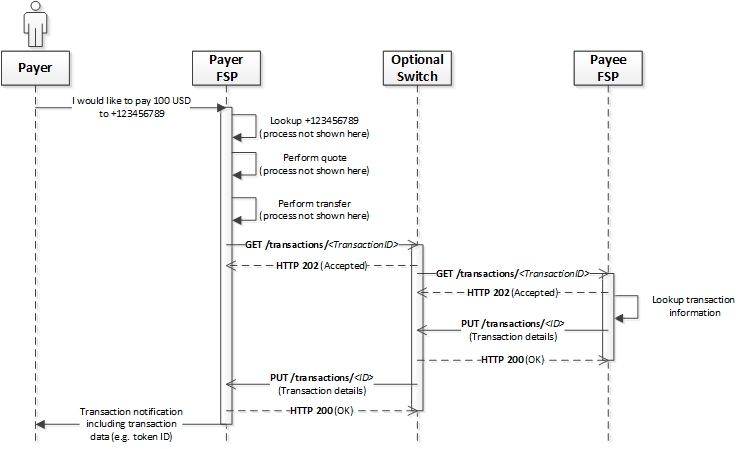 Payer
Payer
FSP
Optional
Switch
Payee
FSP
I would like to pay 100 USD
to +123456789
Lookup +123456789
(process not shown here)
Perform quote
(process not shown here)
Perform transfer
(process not shown here)
GET /transactions/<TransactionID>
HTTP 202 (Accepted)
GET /transactions/<TransactionID>
HTTP 202 (Accepted)
Lookup transaction
information
PUT /transactions/<ID>
(Transaction details)
HTTP 200 (OK)
PUT /transactions/<ID>
(Transaction details)
HTTP 200 (OK)
Transaction notification
including transaction
data (e.g. token ID)